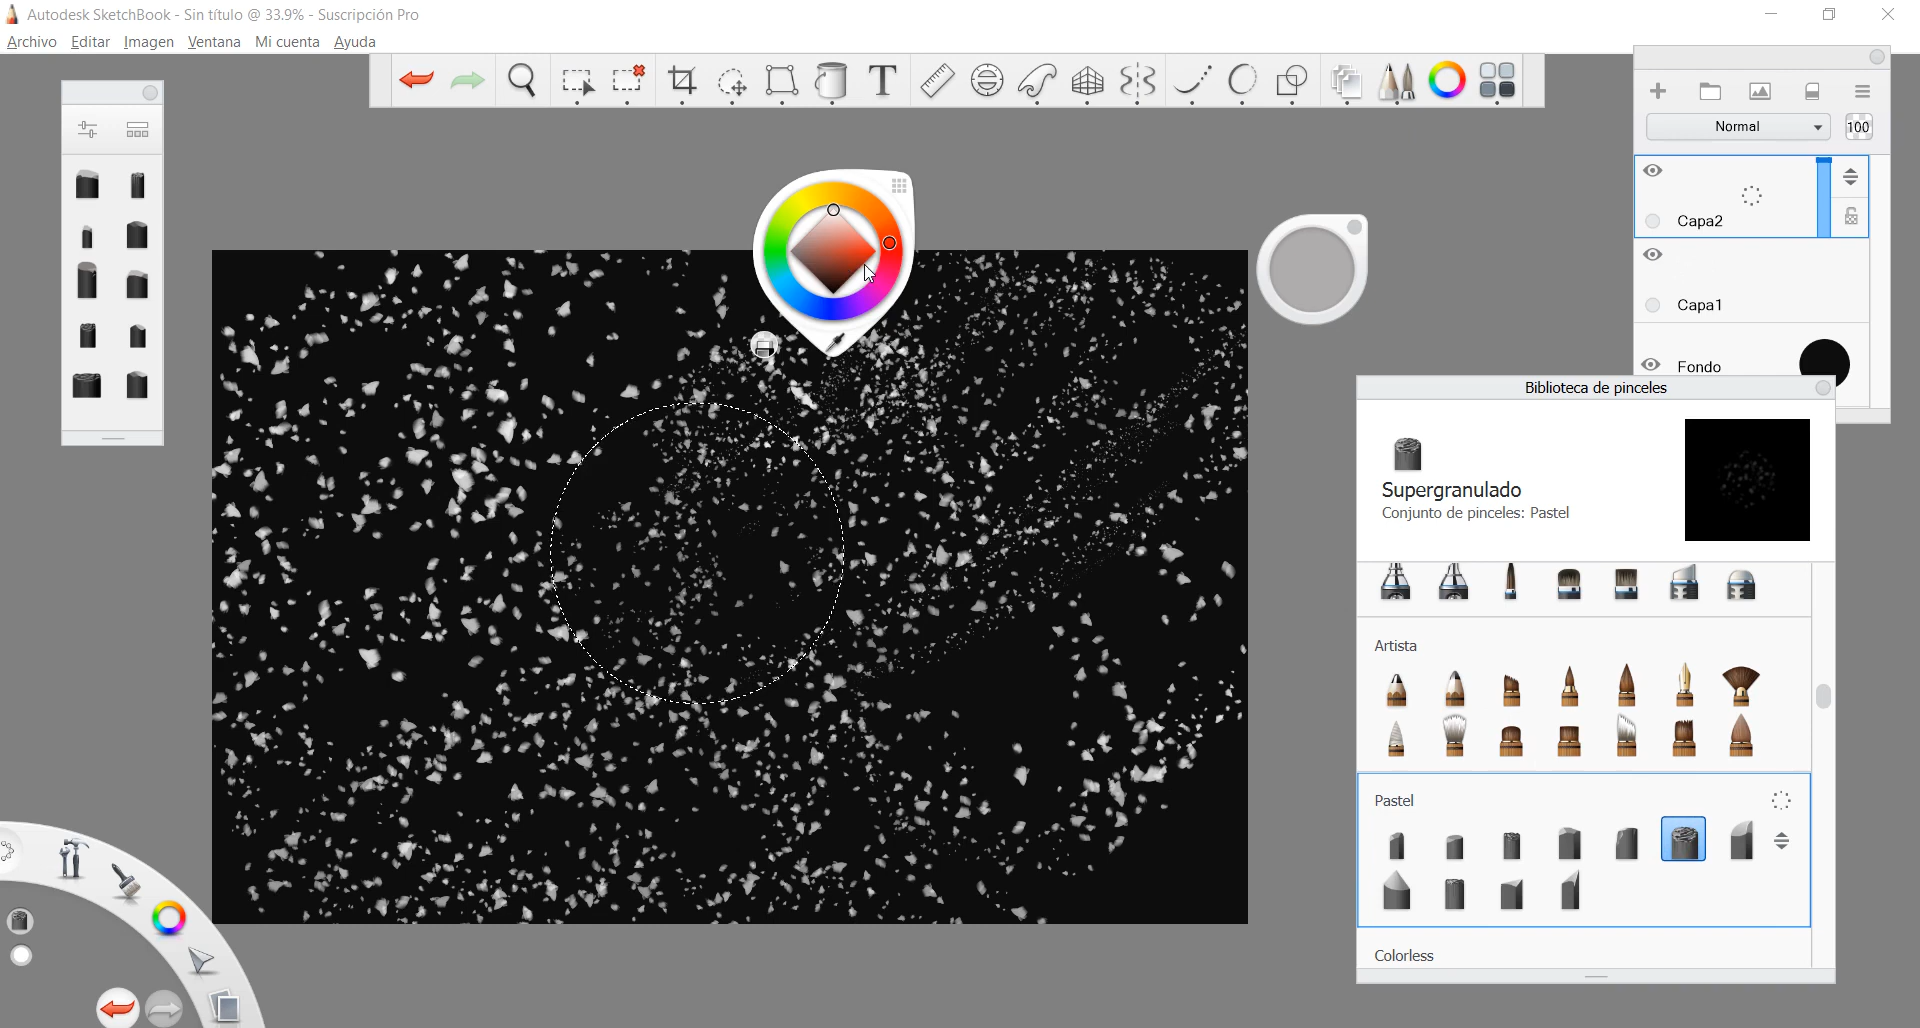 Autodesk SketchBook - Sin título @ 33.9% - Suscripción Pro
Archivo Editar Imagen Ventana Mi cuenta Ayuda
T
Normal 100
Capa2
Capa1
Fondo
Biblioteca de pinceles
Supergranulado
Conjunto de pinceles: Pastel
Artista
Pastel
Colorless